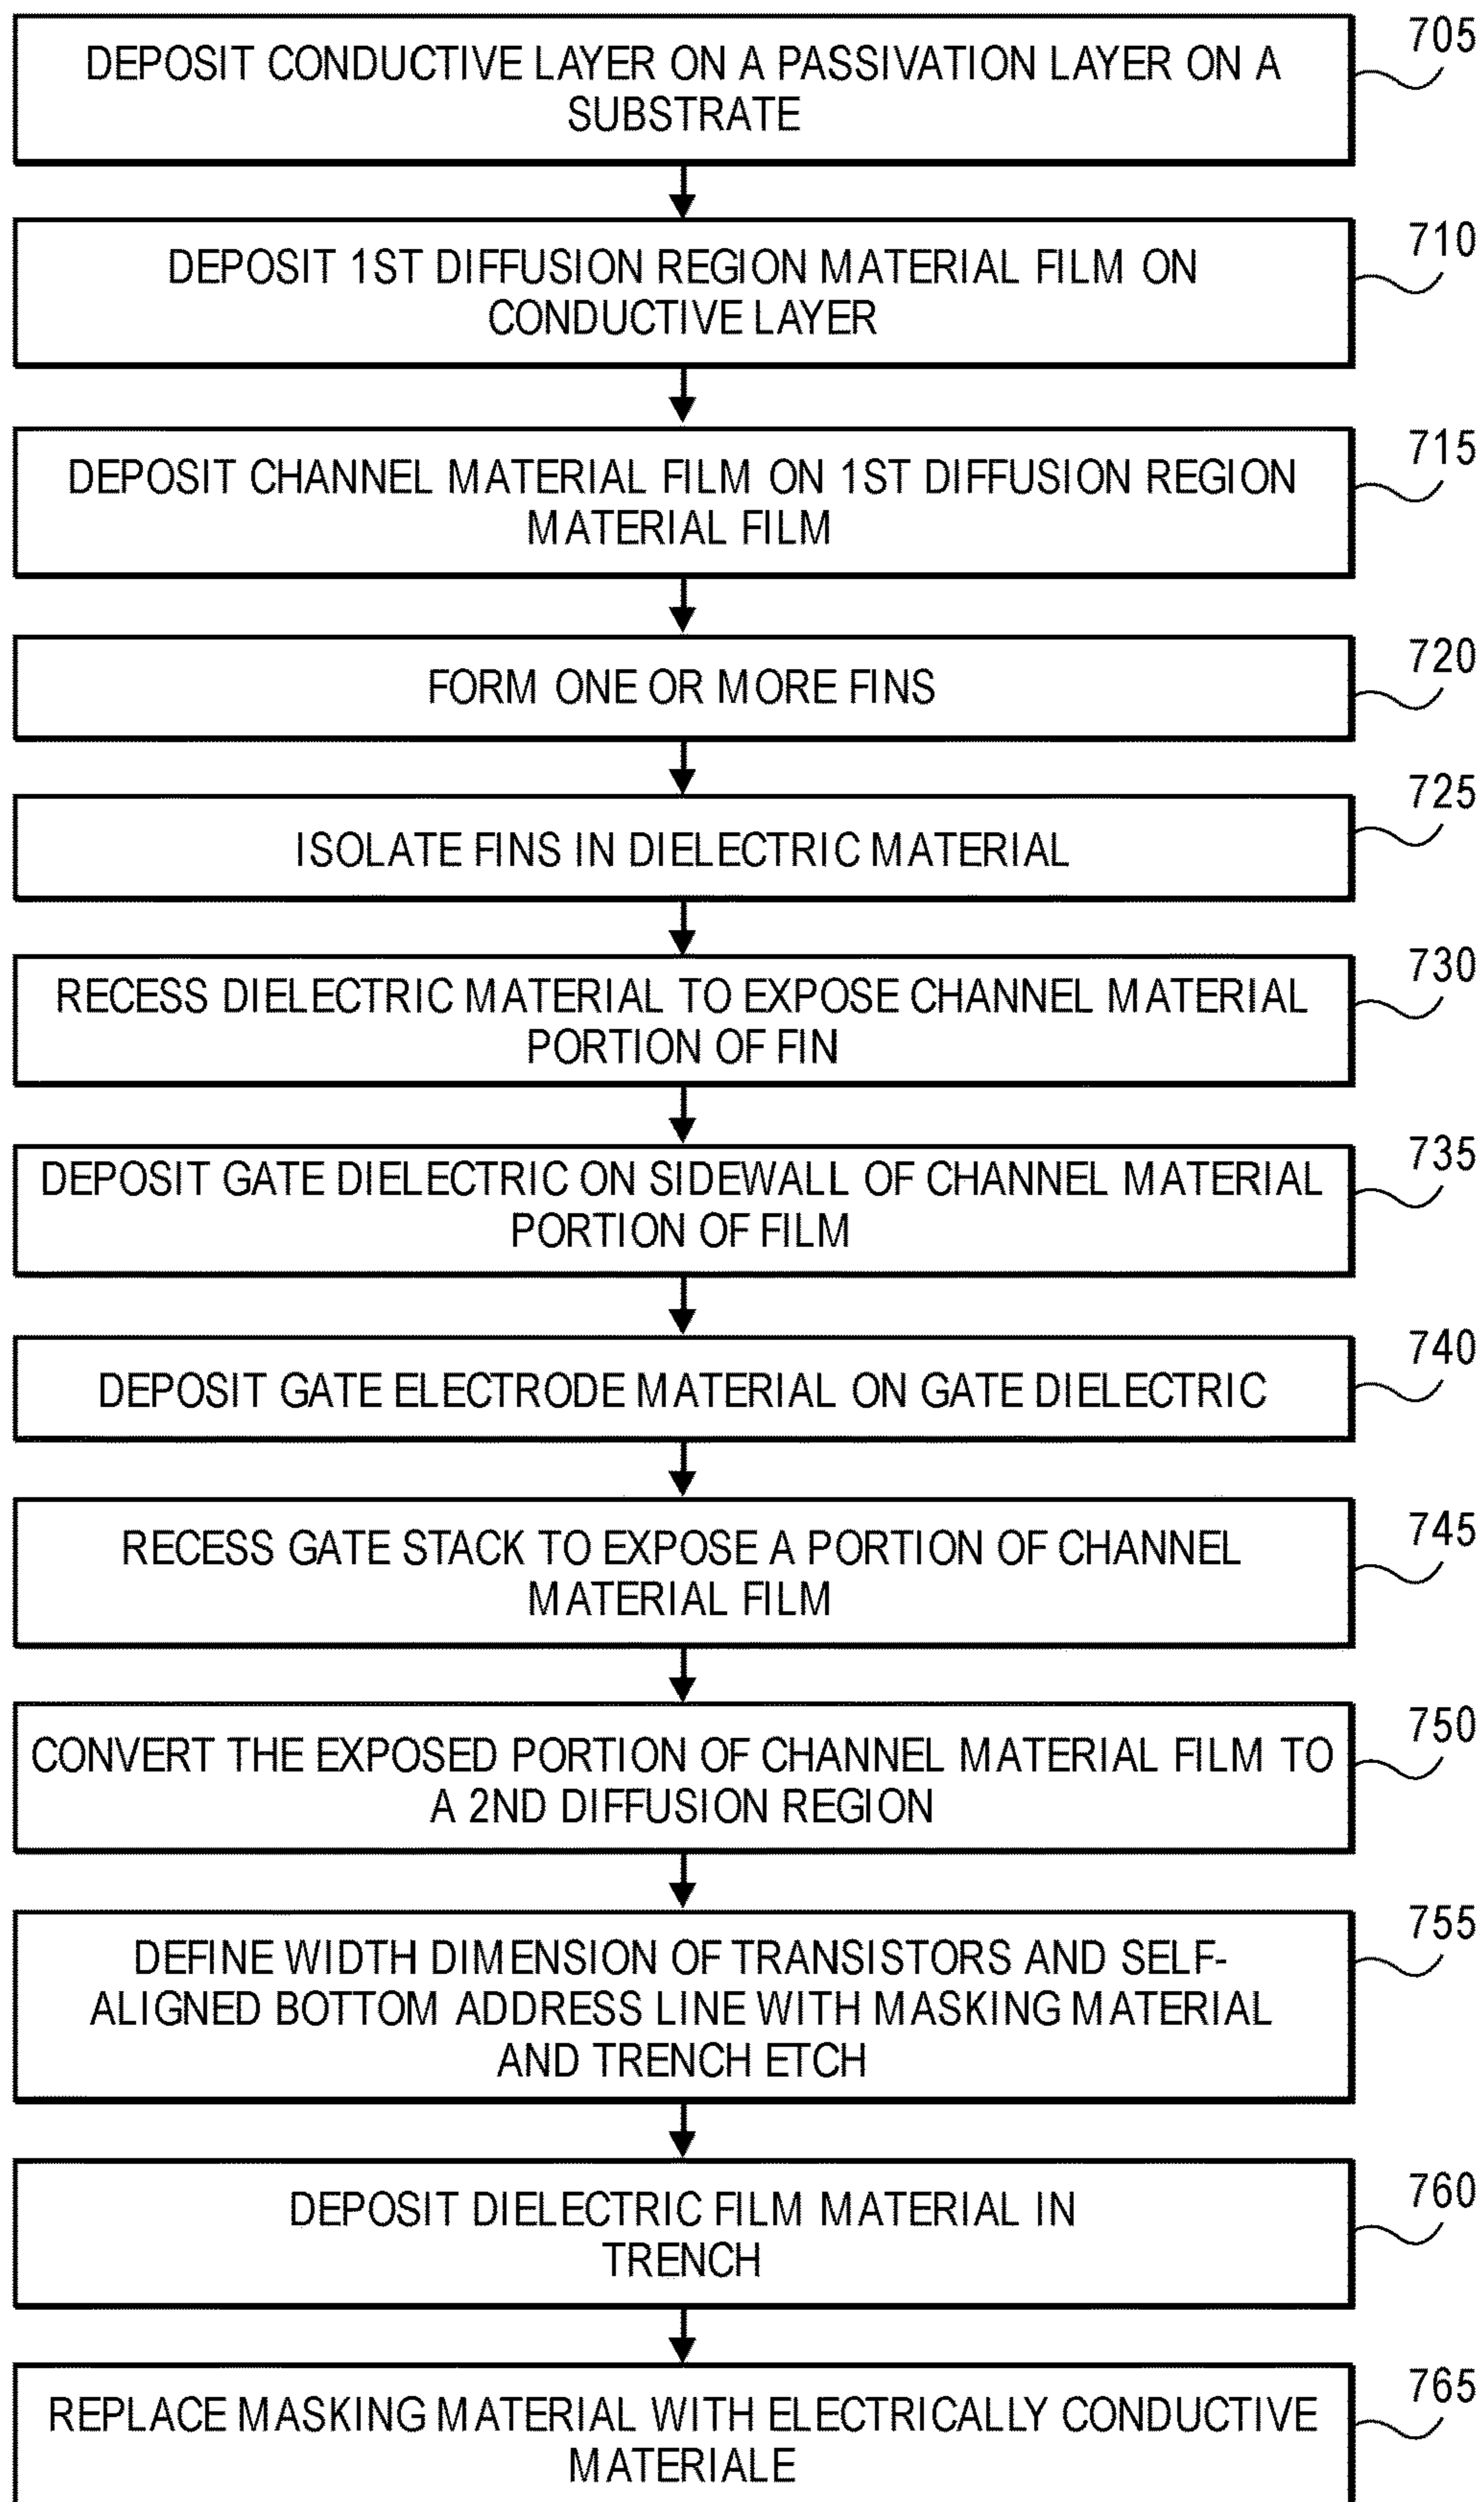 705
DEPOSIT CONDUCTIVE LAYER ON A PASSIVATION LAYER ON A
SUBSTRATE
710
DEPOSIT 1ST DIFFUSION REGION MATERIAL FILM ON
CONDUCTIVE LAYER
715
DEPOSIT CHANNEL MATERIAL FILM ON 1ST DIFFUSION REGION
MATERIAL FILM
720
FORM ONE OR MORE FINS
725
ISOLATE FINS IN DIELECTRIC MATERIAL
730
RECESS DIELECTRIC MATERIAL TO EXPOSE CHANNEL MATERIAL
PORTION OF FIN
735
DEPOSIT GATE DIELECTRIC ON SIDEWALL OF CHANNEL MATERIAL
PORTION OF FILM
740
DEPOSIT GATE ELECTRODE MATERIAL ON GATE DIELECTRIC
745
RECESS GATE STACK TO EXPOSE A PORTION OF CHANNEL
MATERIAL FILM
750
CONVERT THE EXPOSED PORTION OF CHANNEL MATERIAL FILM TO
A 2ND DIFFUSION REGION
755
DEFINE WIDTH DIMENSION OF TRANSISTORS AND SELF-
ALIGNED BOTTOM ADDRESS LINE WITH MASKING MATERIAL
AND TRENCH ETCH
760
DEPOSIT DIELECTRIC FILM MATERIAL IN
TRENCH
765
REPLACE MASKING MATERIAL WITH ELECTRICALLY CONDUCTIVE
MATERIALE